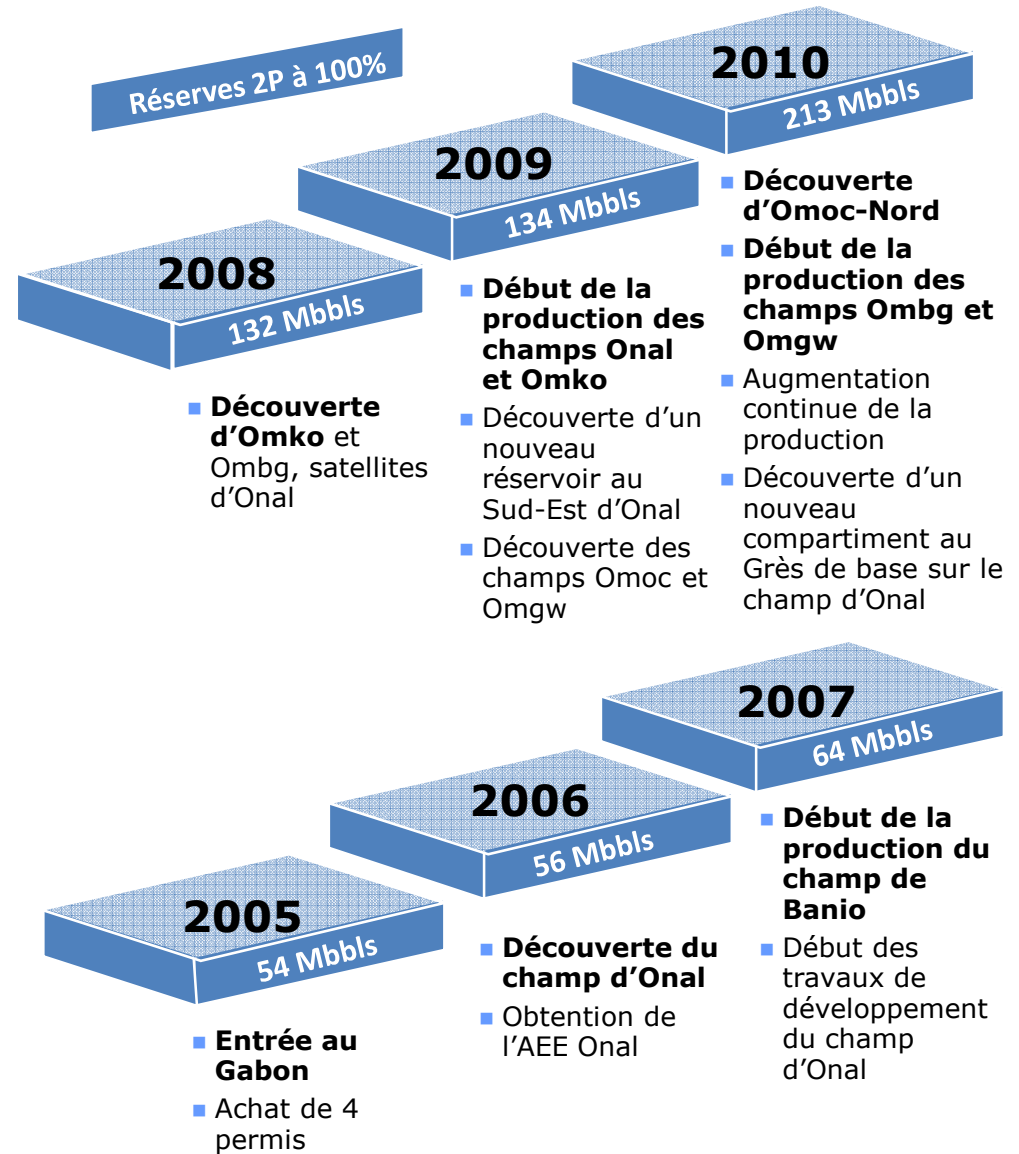 Réserves 2P à 100%
2010
213 Mbbls
Découverte
d’Omoc-Nord
Début de la
production des
champs Ombg et
Omgw
Augmentation
continue de la
production
Découverte d’un
nouveau
compartiment au
Grès de base sur le
champ d’Onal
2009
134 Mbbls
Début de la
production des
champs Onal
et Omko
Découverte d’un
nouveau
réservoir au
Sud-Est d’Onal
Découverte des
champs Omoc et
Omgw
2008
132 Mbbls
Découverte
d’Omko et
Ombg, satellites
d’Onal
2007
64 Mbbls
Début de la
production du
champ de
Banio
Début des
travaux de
développement
du champ
d’Onal
2006
56 Mbbls
Découverte du
champ d’Onal
Obtention de
l’AEE Onal
2005
54 Mbbls
Entrée au
Gabon
Achat de 4
permis